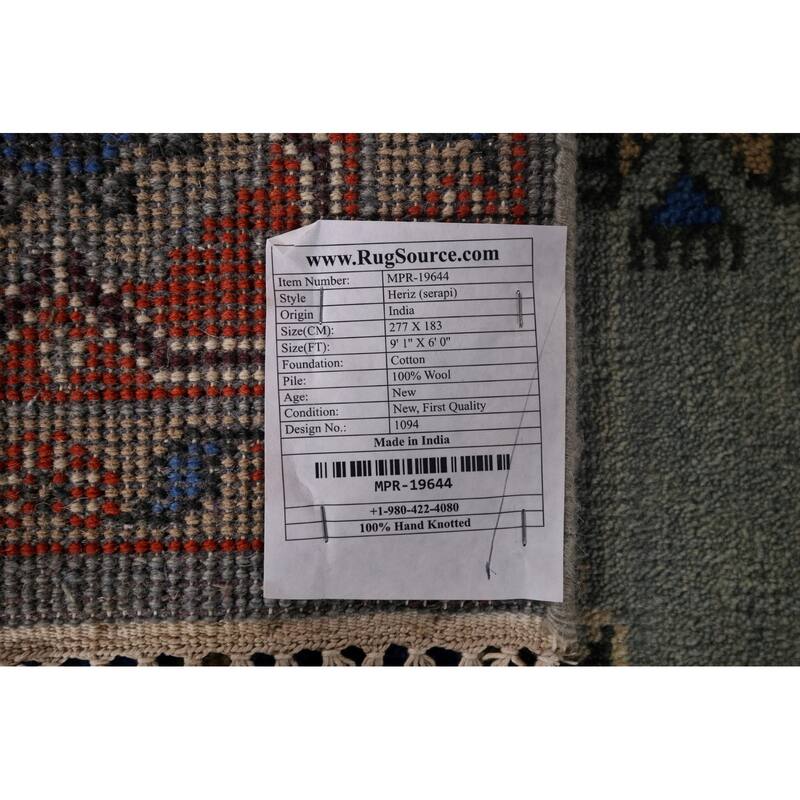 www.RugSource.com
Item Number: MPR-19644
Style Heriz (serapi)
Origin India
Size(CM): 277 X 183
Size(FT): 9' 1" X 6' 0"
Foundation: Cotton
Pile: 100% Wool
Age: New
Condition: New, First Quality
Design No.: 1094
Made in India
MPR-19644
+1-980-422-4080
100% Hand Knotted